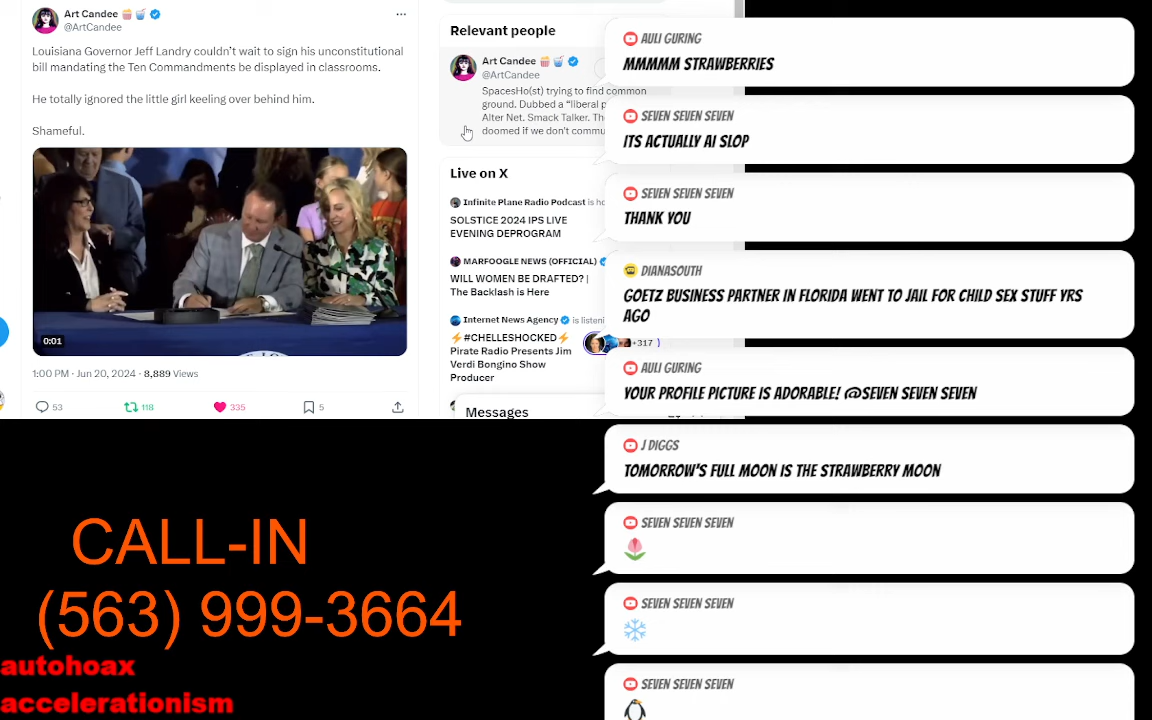 Art Candee 🍿🥤
@ArtCandee
...
Louisiana Governor Jeff Landry couldn't wait to sign his unconstitutional
bill mandating the Ten Commandments be displayed in classrooms.
He totally ignored the little girl keeling over behind him.
Shameful.
0:01
1:00 PM · Jun 20, 2024 · 8,889 Views
53
118
335
5
Relevant people
Art Candee 🍿🥤
@ArtCandee
SpacesHo(st) trying to find common
ground. Dubbed a "liberal p
Alter Net. Smack Talker. Th
doomed if we don't commu
Live on X
Infinite Plane Radio Podcast is ho
SOLSTICE 2024 IPS LIVE
EVENING DEPROGRAM
MARFOOGLE NEWS (OFFICIAL)
WILL WOMEN BE DRAFTED? |
The Backlash is Here
Internet News Agency is listeni
⚡#CHELLESHOCKED⚡
Pirate Radio Presents Jim
Verdi Bongino Show
Producer
+317
Messages
AULI GURING
MMMMM STRAWBERRIES
SEVEN SEVEN SEVEN
ITS ACTUALLY AI SLOP
SEVEN SEVEN SEVEN
THANK YOU
DIANASOUTH
GOETZ BUSINESS PARTNER IN FLORIDA WENT TO JAIL FOR CHILD SEX STUFF YRS
AGO
AULI GURING
YOUR PROFILE PICTURE IS ADORABLE! @SEVEN SEVEN SEVEN
J DIGGS
TOMORROW'S FULL MOON IS THE STRAWBERRY MOON
SEVEN SEVEN SEVEN
🌷
SEVEN SEVEN SEVEN
❄️
SEVEN SEVEN SEVEN
🐧
CALL-IN
(563) 999-3664
autohoax
accelerationism